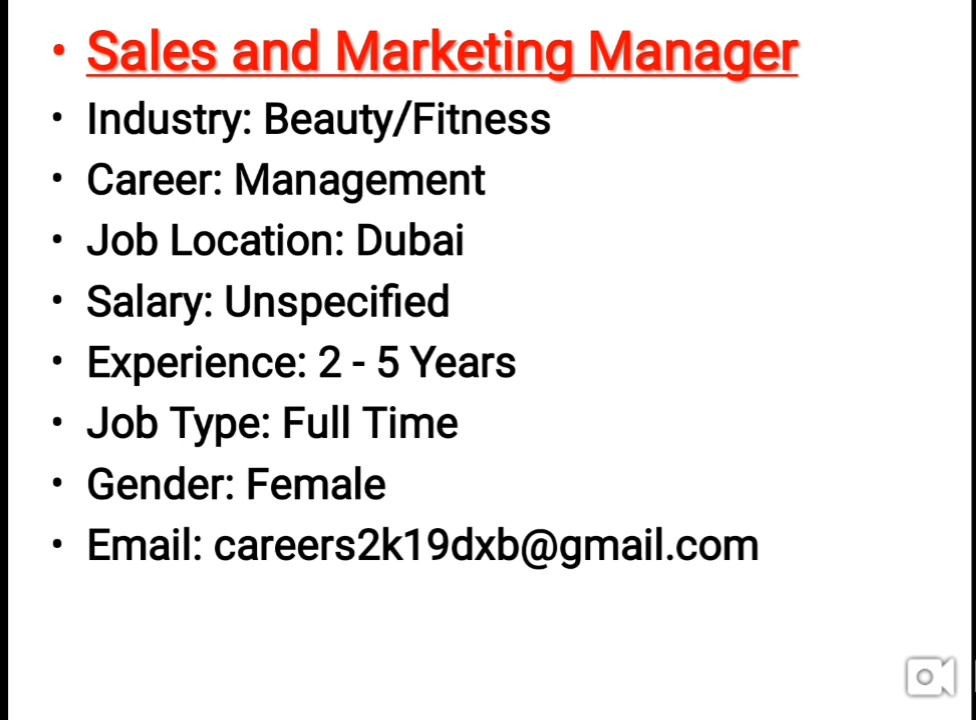 • Sales and Marketing Manager
• Industry: Beauty/Fitness
• Career: Management
• Job Location: Dubai
• Salary: Unspecified
• Experience: 2 - 5 Years
• Job Type: Full Time
• Gender: Female
• Email: careers2k19dxb@gmail.com